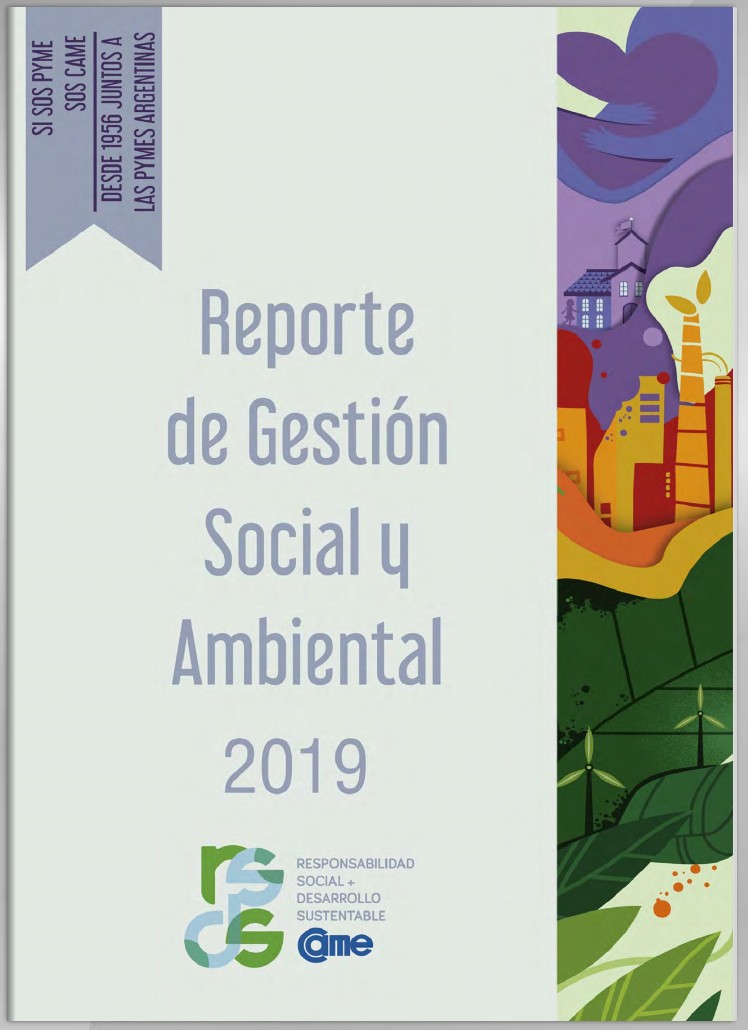 SI SOS PYME
SOS CAME
DESDE 1956 JUNTOS A
LAS PYMES ARGENTINAS
Reporte
de Gestión
Social y
Ambiental
2019
rsds
RESPONSABILIDAD
SOCIAL +
DESARROLLO
SUSTENTABLE
Came